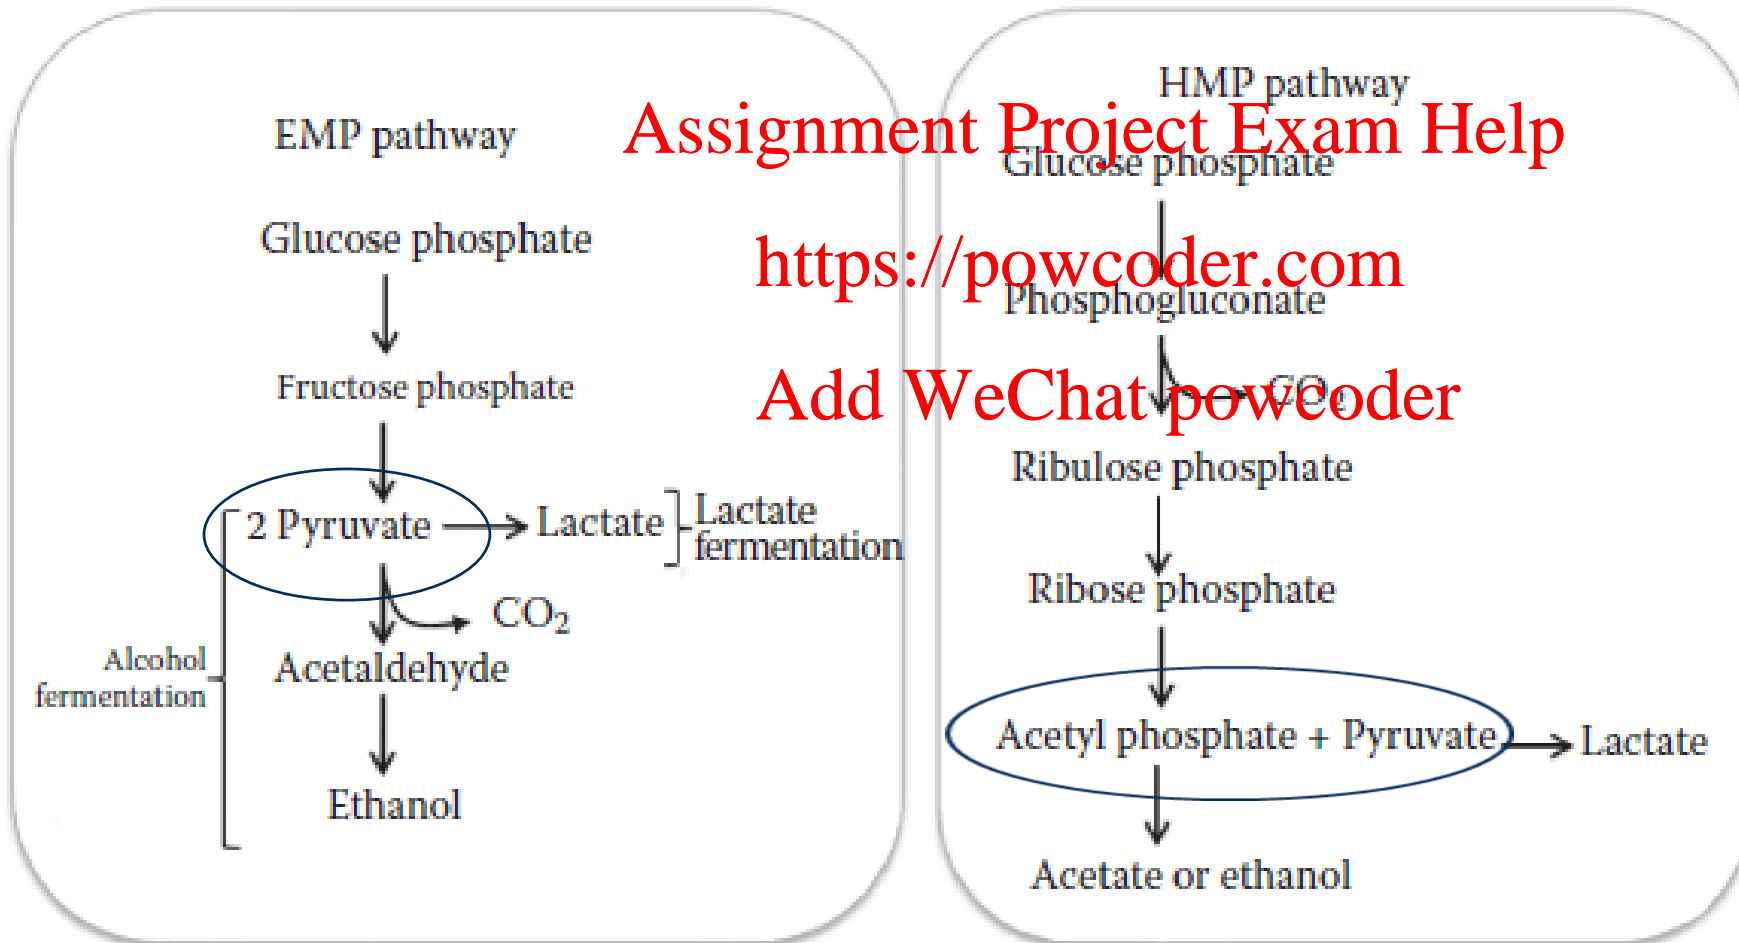 EMP pathway
Glucose phosphate
Fructose phosphate
2 Pyruvate
Lactate
Lactate
fermentation
CO₂
Alcohol
fermentation
Acetaldehyde
Ethanol
HMP pathway
Assignment Project Exam Help
Glucose phosphate
https://powcoder.com
Phosphogluconate
Add WeChat powcoder
CO₂
Ribulose phosphate
Ribose phosphate
Acetyl phosphate + Pyruvate
Lactate
Acetate or ethanol